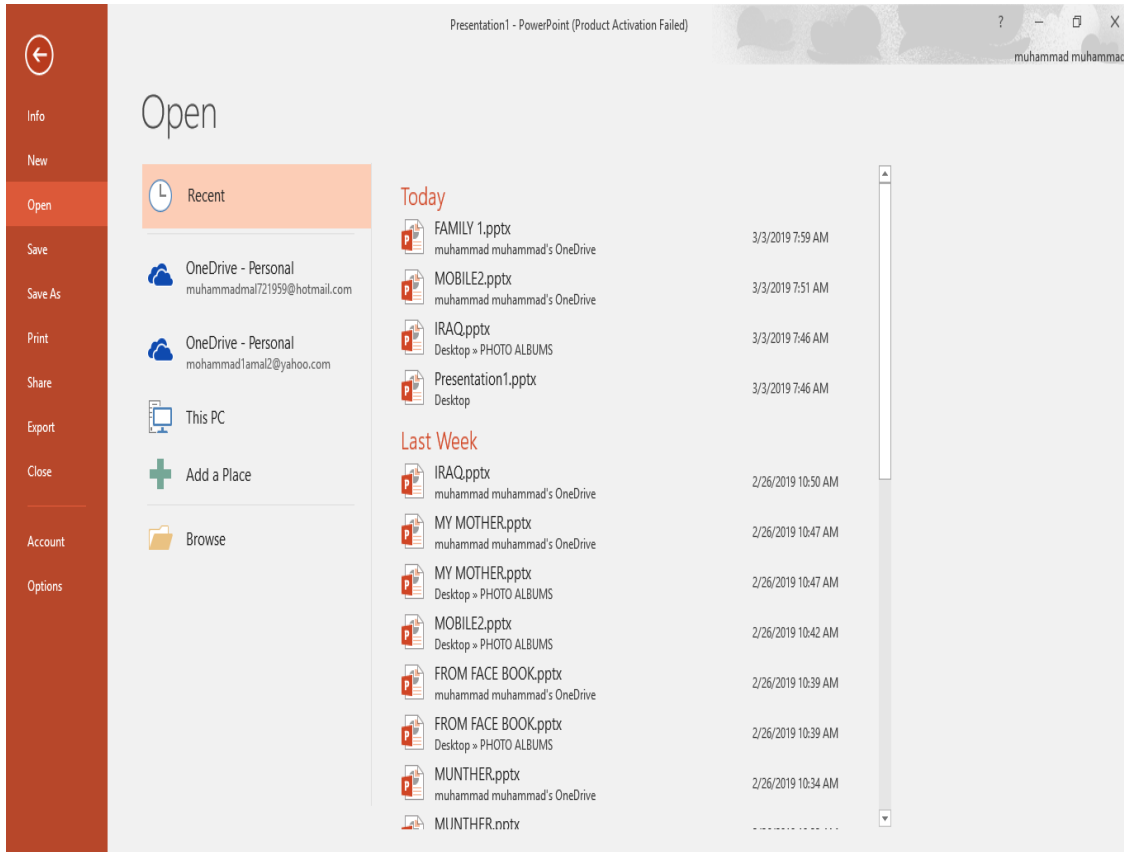 Presentation1 - PowerPoint (Product Activation Failed)
?
muhammad muhammad
Info
New
Open
Save
Save As
Print
Share
Export
Close
Account
Options
Open
Recent
OneDrive - Personal
muhammadmal721959@hotmail.com
OneDrive - Personal
mohammad1amal2@yahoo.com
This PC
Add a Place
Browse
Today
FAMILY 1.pptx
muhammad muhammad's OneDrive
3/3/2019 7:59 AM
MOBILE2.pptx
muhammad muhammad's OneDrive
3/3/2019 7:51 AM
IRAQ.pptx
Desktop » PHOTO ALBUMS
3/3/2019 7:46 AM
Presentation1.pptx
Desktop
3/3/2019 7:46 AM
Last Week
IRAQ.pptx
muhammad muhammad's OneDrive
2/26/2019 10:50 AM
MY MOTHER.pptx
muhammad muhammad's OneDrive
2/26/2019 10:47 AM
MY MOTHER.pptx
Desktop » PHOTO ALBUMS
2/26/2019 10:47 AM
MOBILE2.pptx
Desktop » PHOTO ALBUMS
2/26/2019 10:42 AM
FROM FACE BOOK.pptx
muhammad muhammad's OneDrive
2/26/2019 10:39 AM
FROM FACE BOOK.pptx
Desktop » PHOTO ALBUMS
2/26/2019 10:39 AM
MUNTHER.pptx
muhammad muhammad's OneDrive
2/26/2019 10:34 AM
MUNTHER.pptx